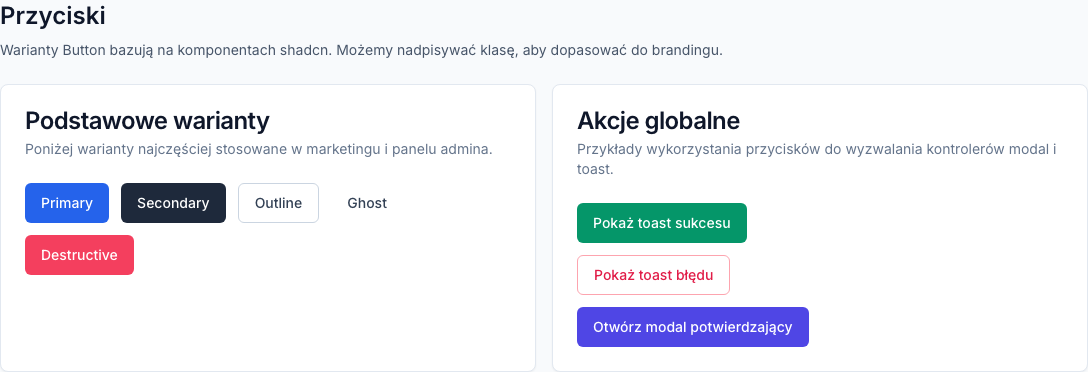 Przyciski
Warianty Button bazują na komponentach shadcn. Możemy nadpisywać klasę, aby dopasować do brandingu.
Podstawowe warianty
Poniżej warianty najczęściej stosowane w marketingu i panelu admina.
Primary
Secondary
Outline
Ghost
Destructive
Akcje globalne
Przykłady wykorzystania przycisków do wyzwalania kontrolerów modal i
toast.
Pokaż toast sukcesu
Pokaż toast błędu
Otwórz modal potwierdzający